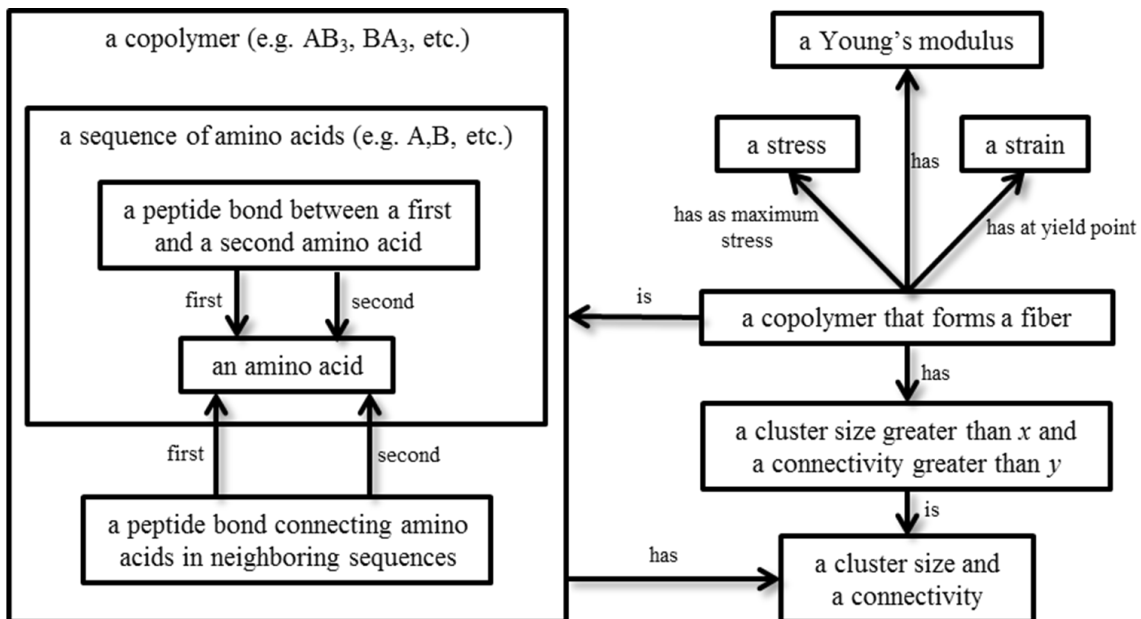 a copolymer (e.g. AB₃, BA₃, etc.)
a sequence of amino acids (e.g. A,B, etc.)
a peptide bond between a first
and a second amino acid
first
second
an amino acid
first
second
a peptide bond connecting amino
acids in neighboring sequences
a Young's modulus
a stress
has
a strain
has as maximum
stress
has at yield point
is
a copolymer that forms a fiber
has
a cluster size greater than x and
a connectivity greater than y
is
has
a cluster size and
a connectivity